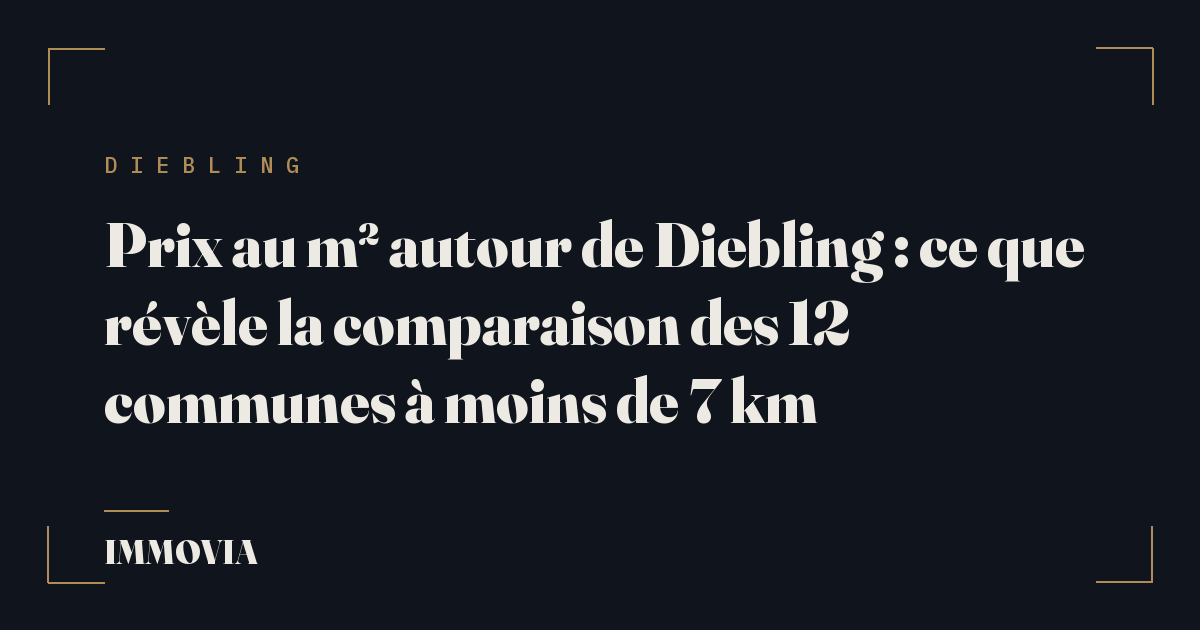 DIEBLING
Prix au m² autour de Diebling : ce que
révèle la comparaison des 12
communes à moins de 7 km
IMMOVIA